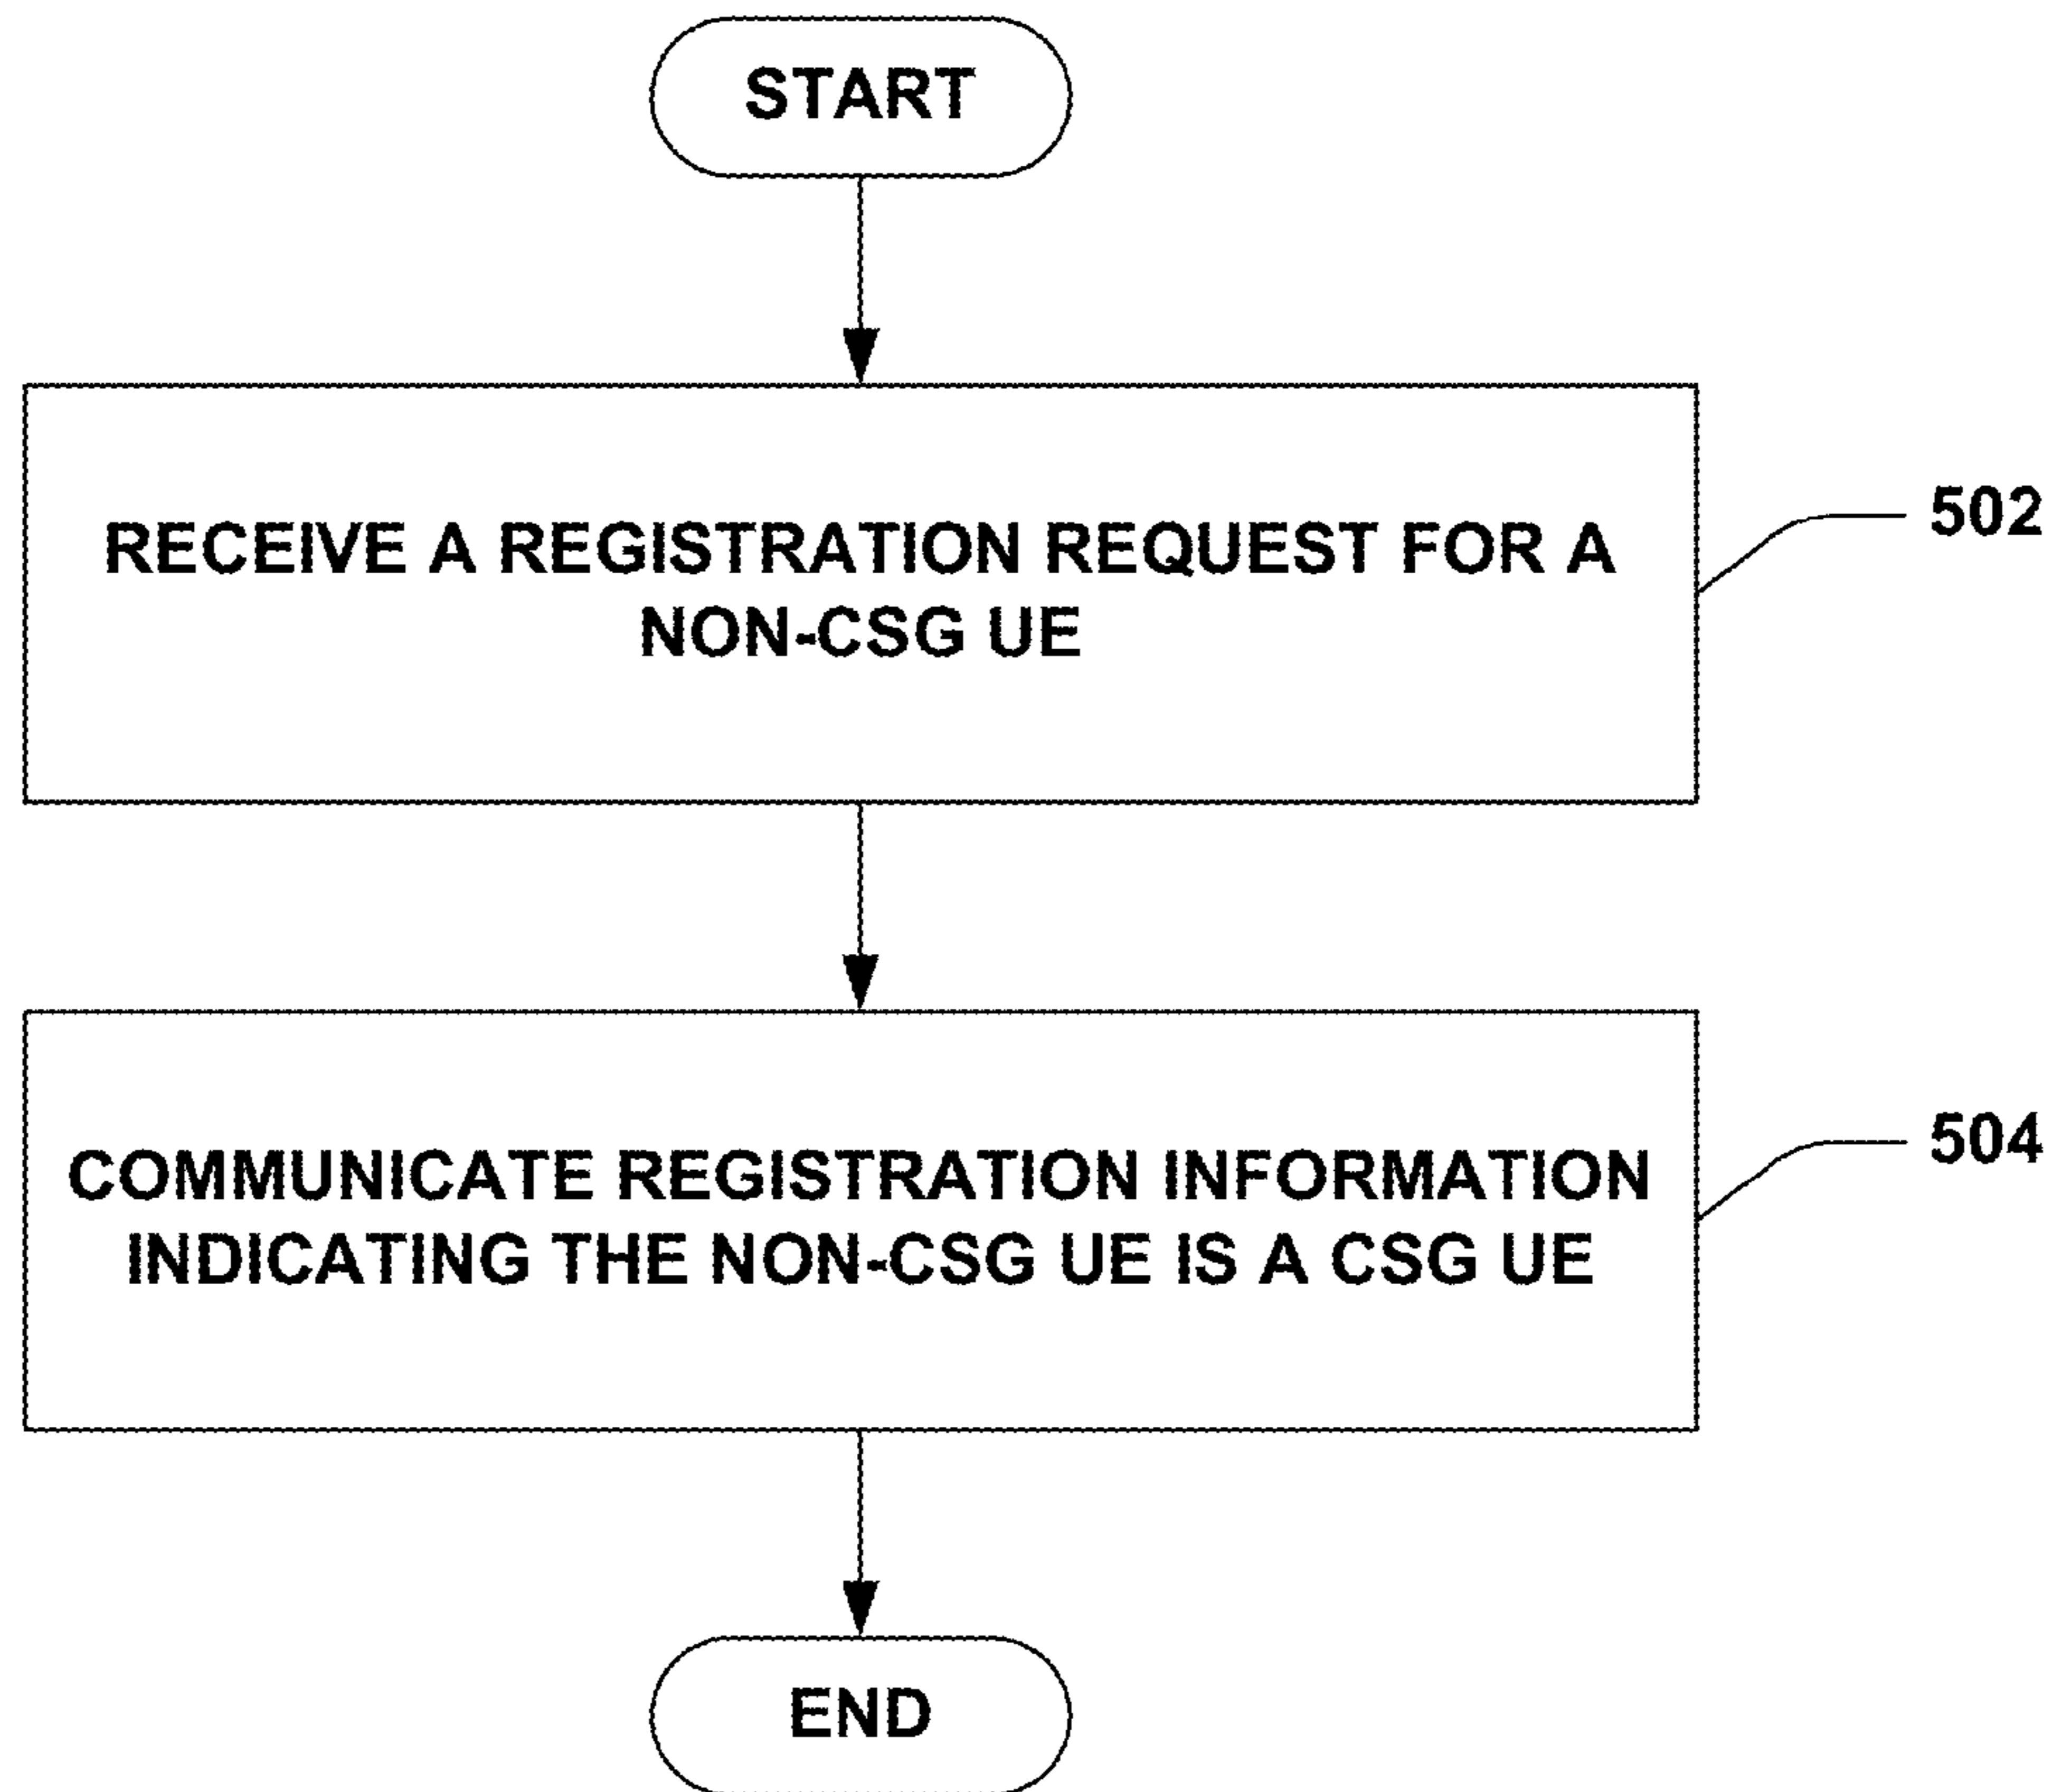 START
RECEIVE A REGISTRATION REQUEST FOR A
NON-CSG UE
502
COMMUNICATE REGISTRATION INFORMATION
INDICATING THE NON-CSG UE IS A CSG UE
504
END